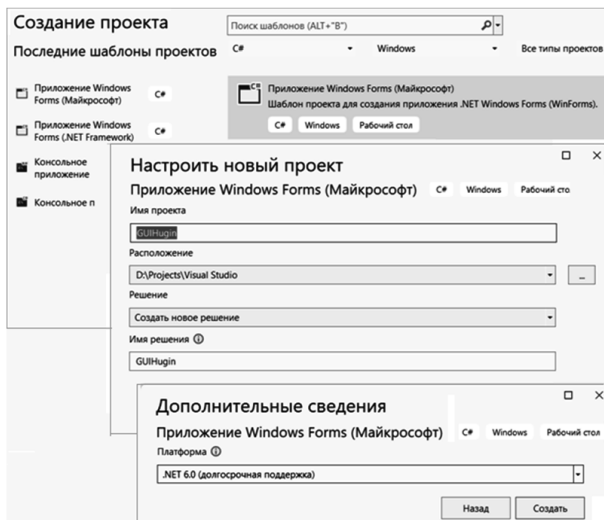 Создание проекта
Поиск шаблонов (ALT+"В")
Последние шаблоны проектов
C# Windows Все типы проектов
Приложение Windows
Forms (Майкрософт)
C#
Приложение Windows
Forms (.NET Framework)
C#
Консольное
приложение
Консольное п
Приложение Windows Forms (Майкрософт)
Шаблон проекта для создания приложения .NET Windows Forms (WinForms).
C# Windows Рабочий стол
Настроить новый проект
Приложение Windows Forms (Майкрософт) C# Windows Рабочий сто
Имя проекта
GUIHugin
Расположение
D:\Projects\Visual Studio
...
Решение
Создать новое решение
Имя решения
GUIHugin
Дополнительные сведения
Приложение Windows Forms (Майкрософт) C# Windows Рабочий стол
Платформа
.NET 6.0 (долгосрочная поддержка)
Назад Создать